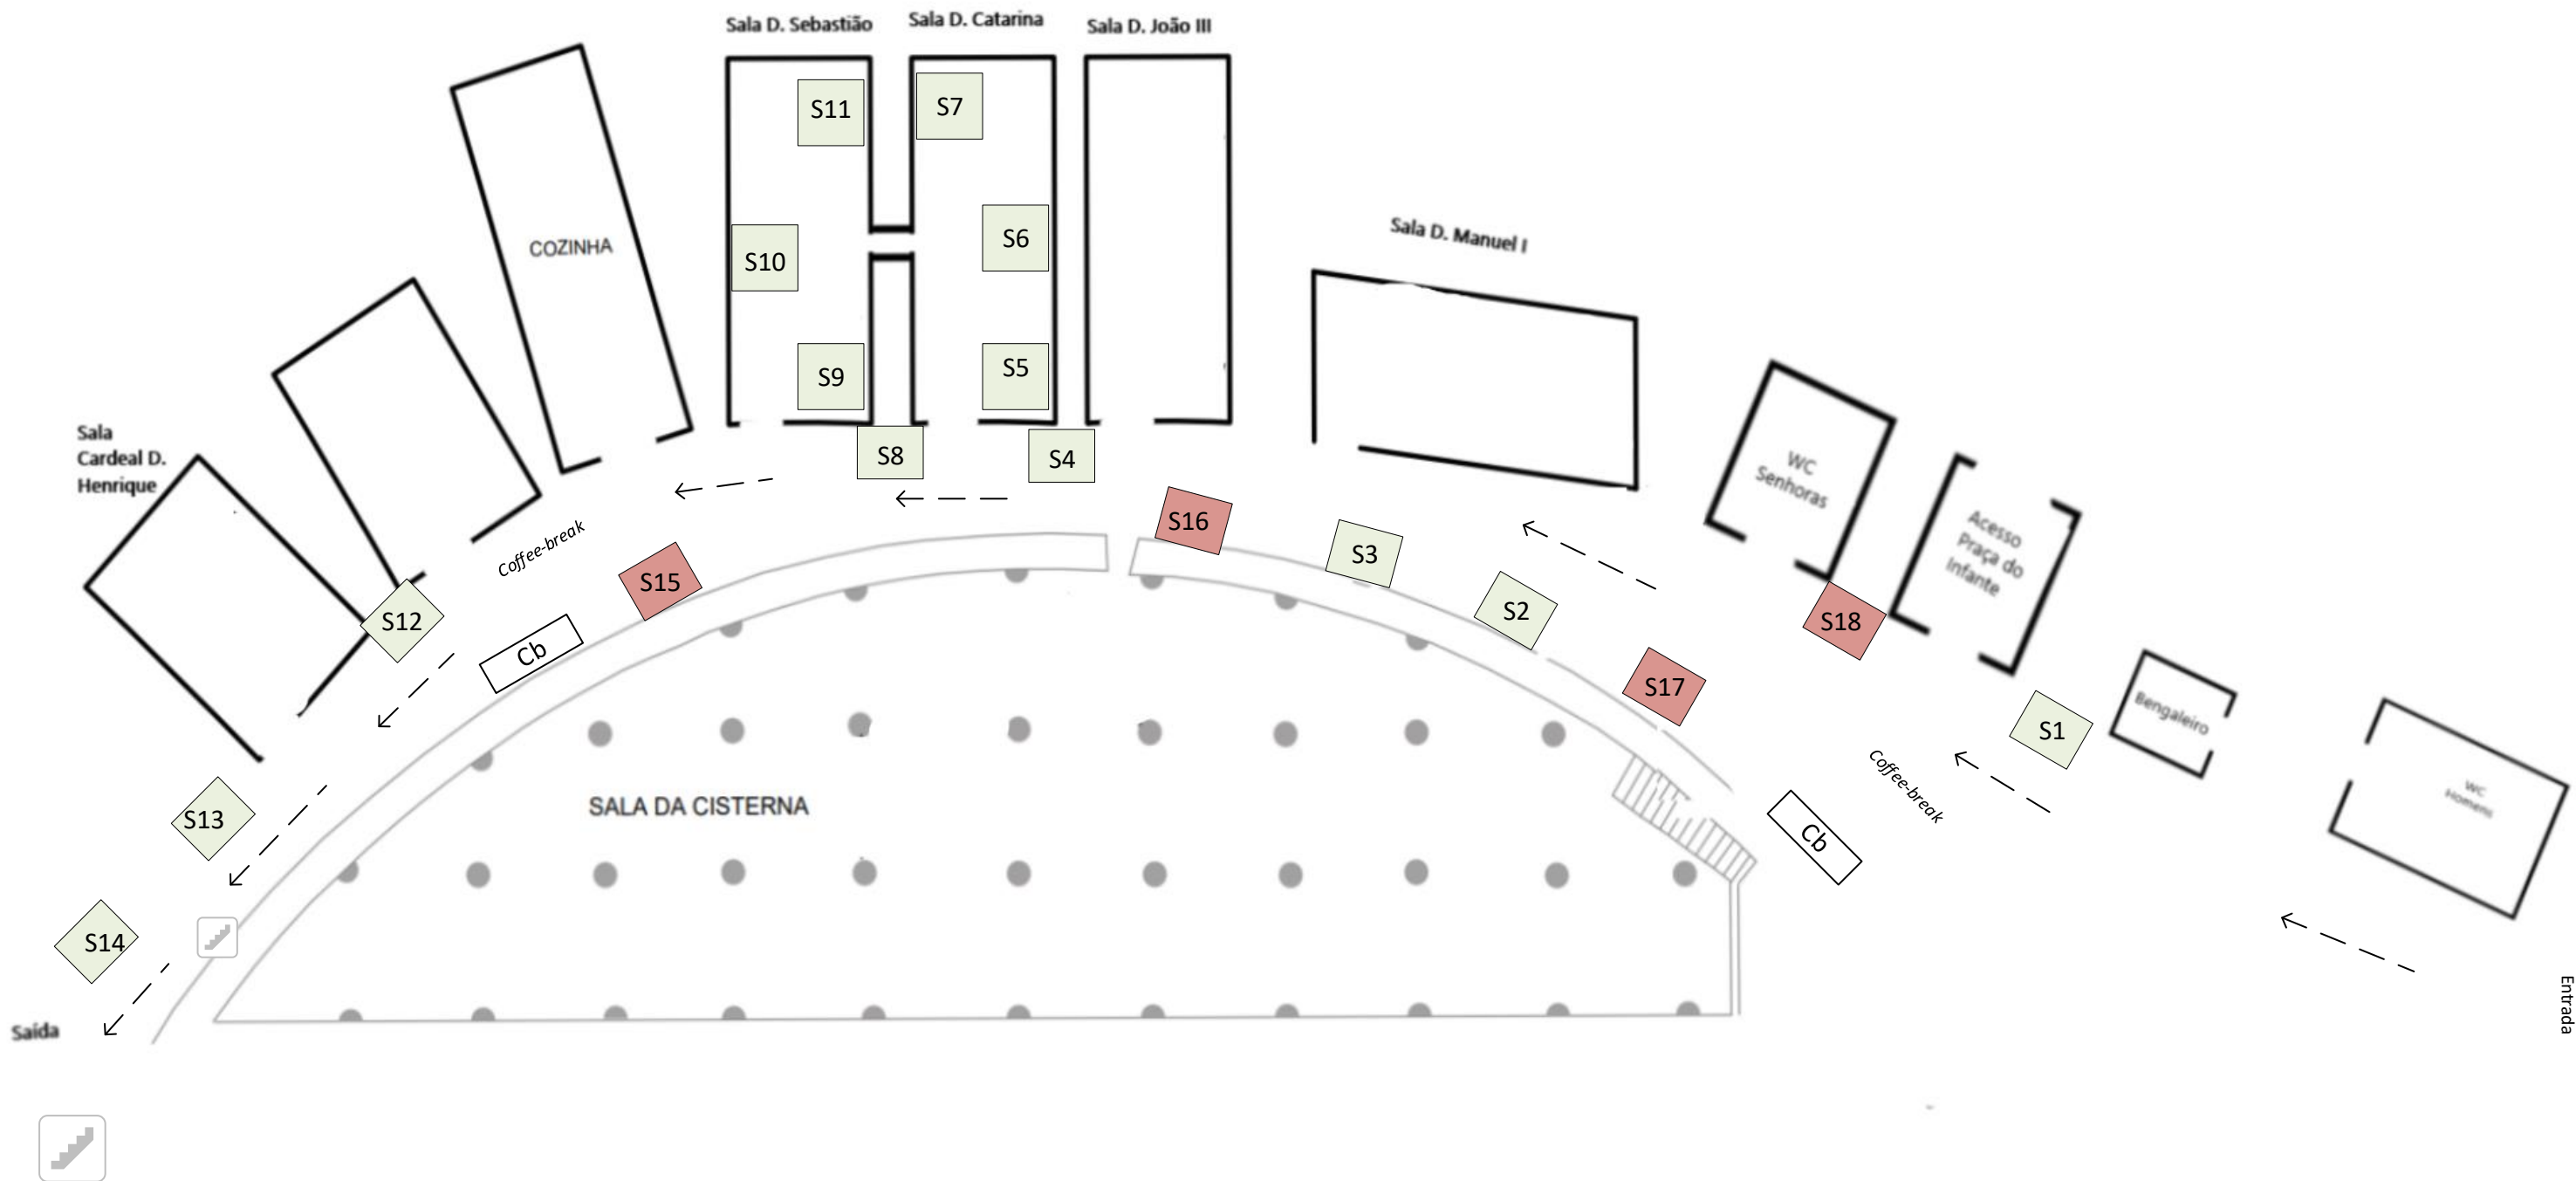 Sala D. Sebastião
Sala D. Catarina
Sala D. João III
S11
S7
COZINHA
S10
S6
Sala D. Manuel I
S9
S5
Sala
Cardeal D.
Henrique
S8
S4
WC
Senhoras
Acesso
Praça do
Infante
Coffee-break
S15
S16
S3
S2
S18
S12
Cb
S17
S1
Bengaleiro
WC
Homens
Coffee-break
Cb
SALA DA CISTERNA
S13
S14
Saída
Entrada